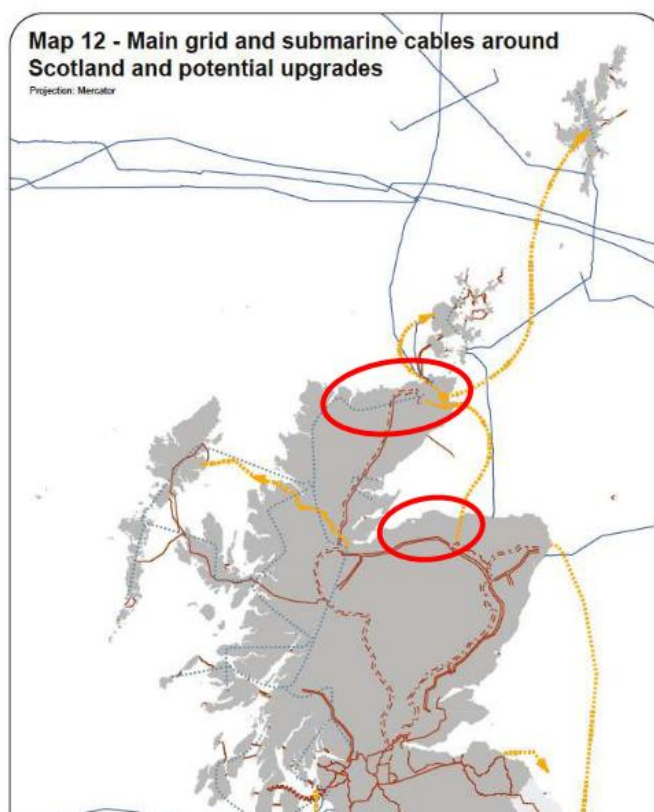 Map 12 - Main grid and submarine cables around
Scotland and potential upgrades
Projection: Mercator